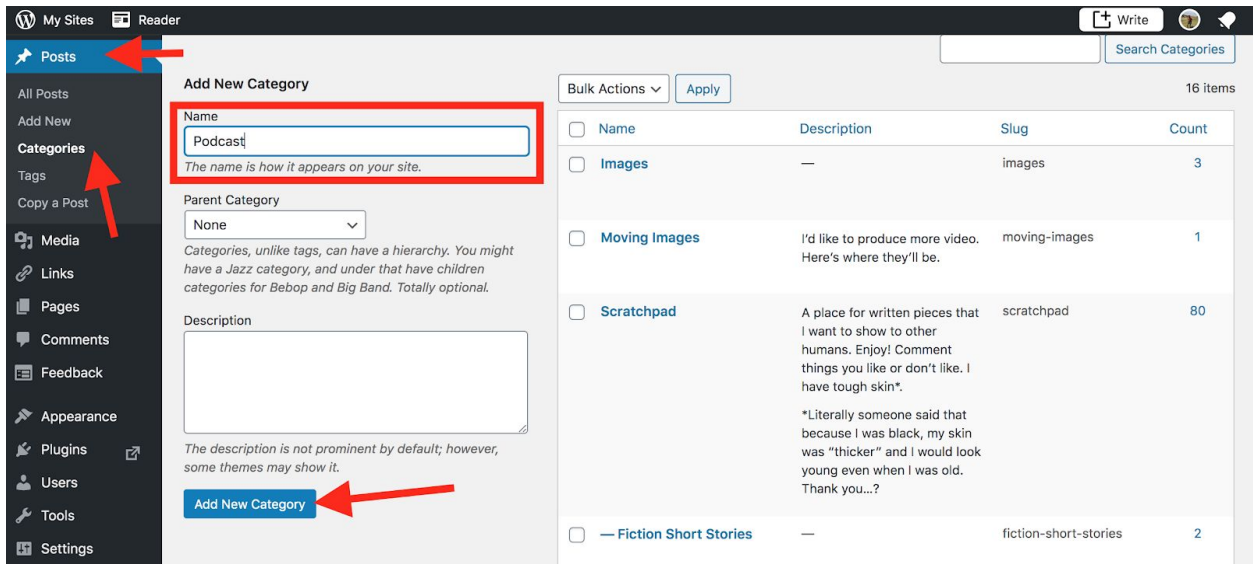 My Sites Reader Write
Posts
All Posts
Add New
Categories
Tags
Copy a Post
Media
Links
Pages
Comments
Feedback
Appearance
Plugins
Users
Tools
Settings
Add New Category
Name
Podcast
The name is how it appears on your site.
Parent Category
None
Categories, unlike tags, can have a hierarchy. You might
have a Jazz category, and under that have children
categories for Bebop and Big Band. Totally optional.
Description
The description is not prominent by default; however,
some themes may show it.
Add New Category
Search Categories
Bulk Actions Apply 16 items
Name Description Slug Count
Images — images 3
Moving Images I'd like to produce more video. moving-images 1
Here's where they'll be.
Scratchpad A place for written pieces that scratchpad 80
I want to show to other
humans. Enjoy! Comment
things you like or don't like. I
have tough skin*.
*Literally someone said that
because I was black, my skin
was "thicker" and I would look
young even when I was old.
Thank you...?
— Fiction Short Stories — fiction-short-stories 2